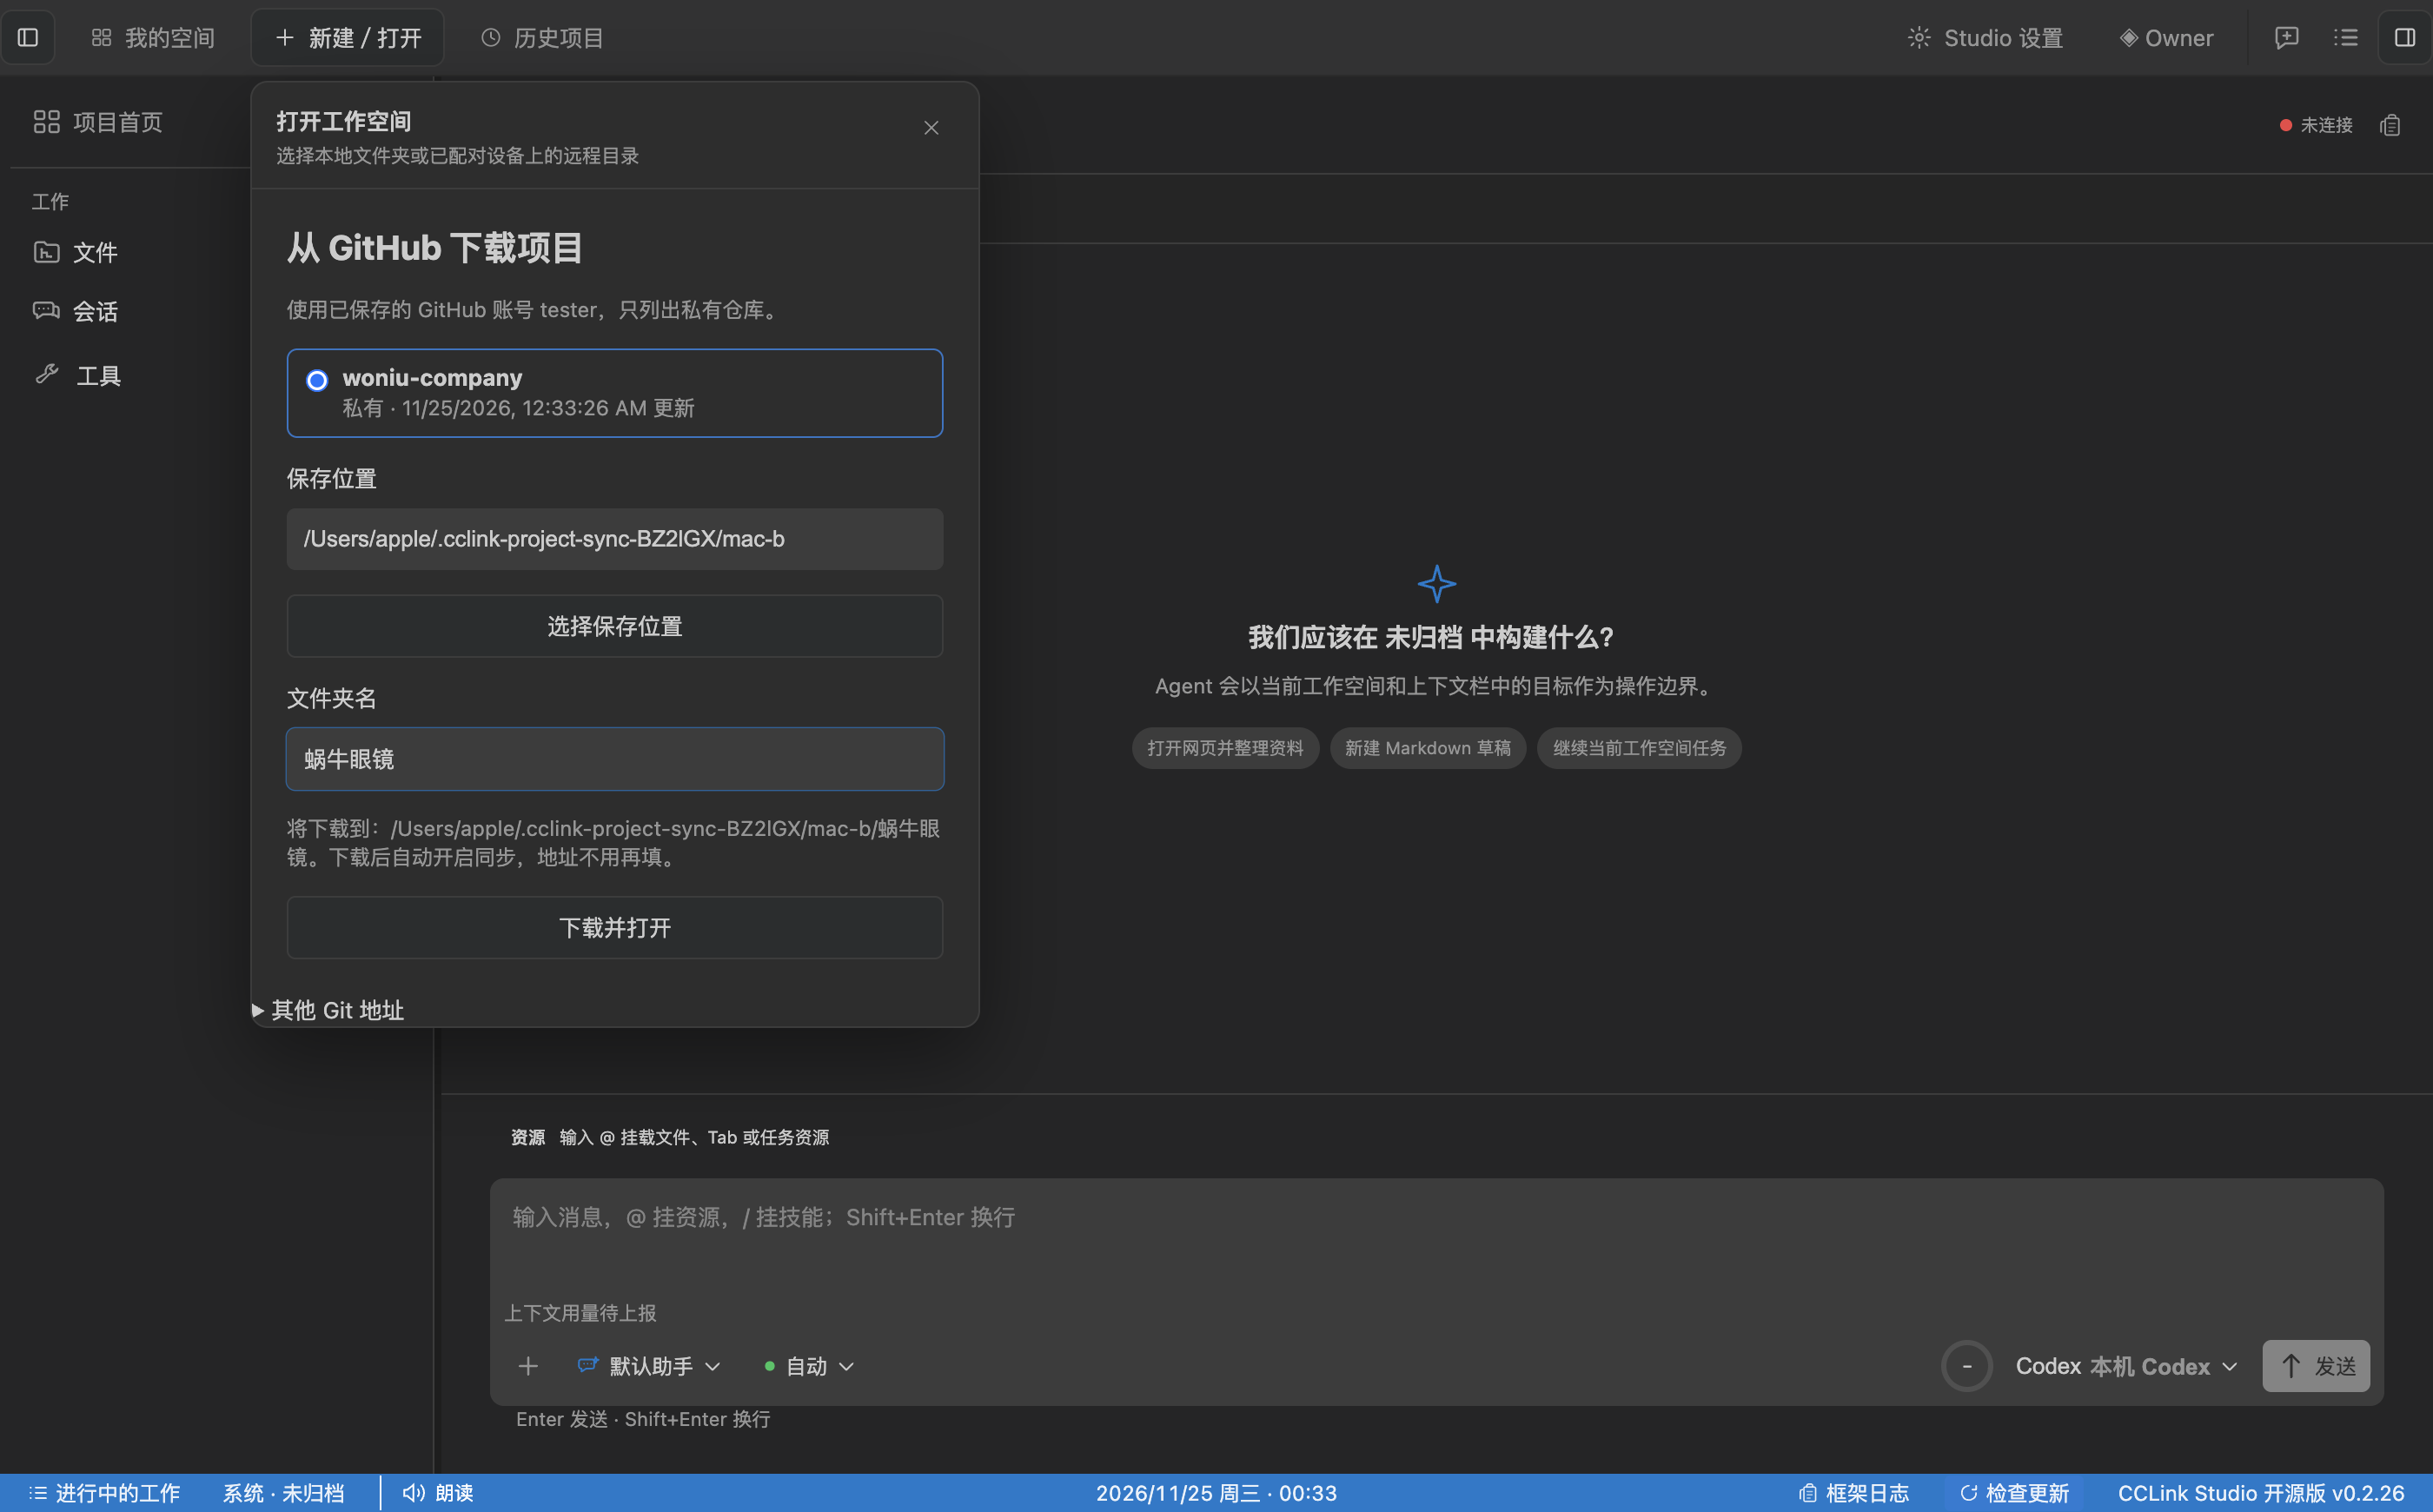 我的空间
新建 / 打开
历史项目
Studio 设置
Owner
项目首页
工作
文件
会话
工具
打开工作空间
选择本地文件夹或已配对设备上的远程目录
从 GitHub 下载项目
使用已保存的 GitHub 账号 tester，只列出私有仓库。
woniu-company
私有 · 11/25/2026, 12:33:26 AM 更新
保存位置
/Users/apple/.cclink-project-sync-BZ2lGX/mac-b
选择保存位置
文件夹名
蜗牛眼镜
将下载到：/Users/apple/.cclink-project-sync-BZ2lGX/mac-b/蜗牛眼
镜。下载后自动开启同步，地址不用再填。
下载并打开
其他 Git 地址
未连接
我们应该在 未归档 中构建什么？
Agent 会以当前工作空间和上下文栏中的目标作为操作边界。
打开网页并整理资料
新建 Markdown 草稿
继续当前工作空间任务
资源 输入 @ 挂载文件、Tab 或任务资源
输入消息，@ 挂资源，/ 挂技能；Shift+Enter 换行
上下文用量待上报
默认助手
自动
-
Codex 本机 Codex
发送
Enter 发送 · Shift+Enter 换行
进行中的工作
系统 · 未归档
朗读
2026/11/25 周三 · 00:33
框架日志
检查更新
CCLink Studio 开源版 v0.2.26